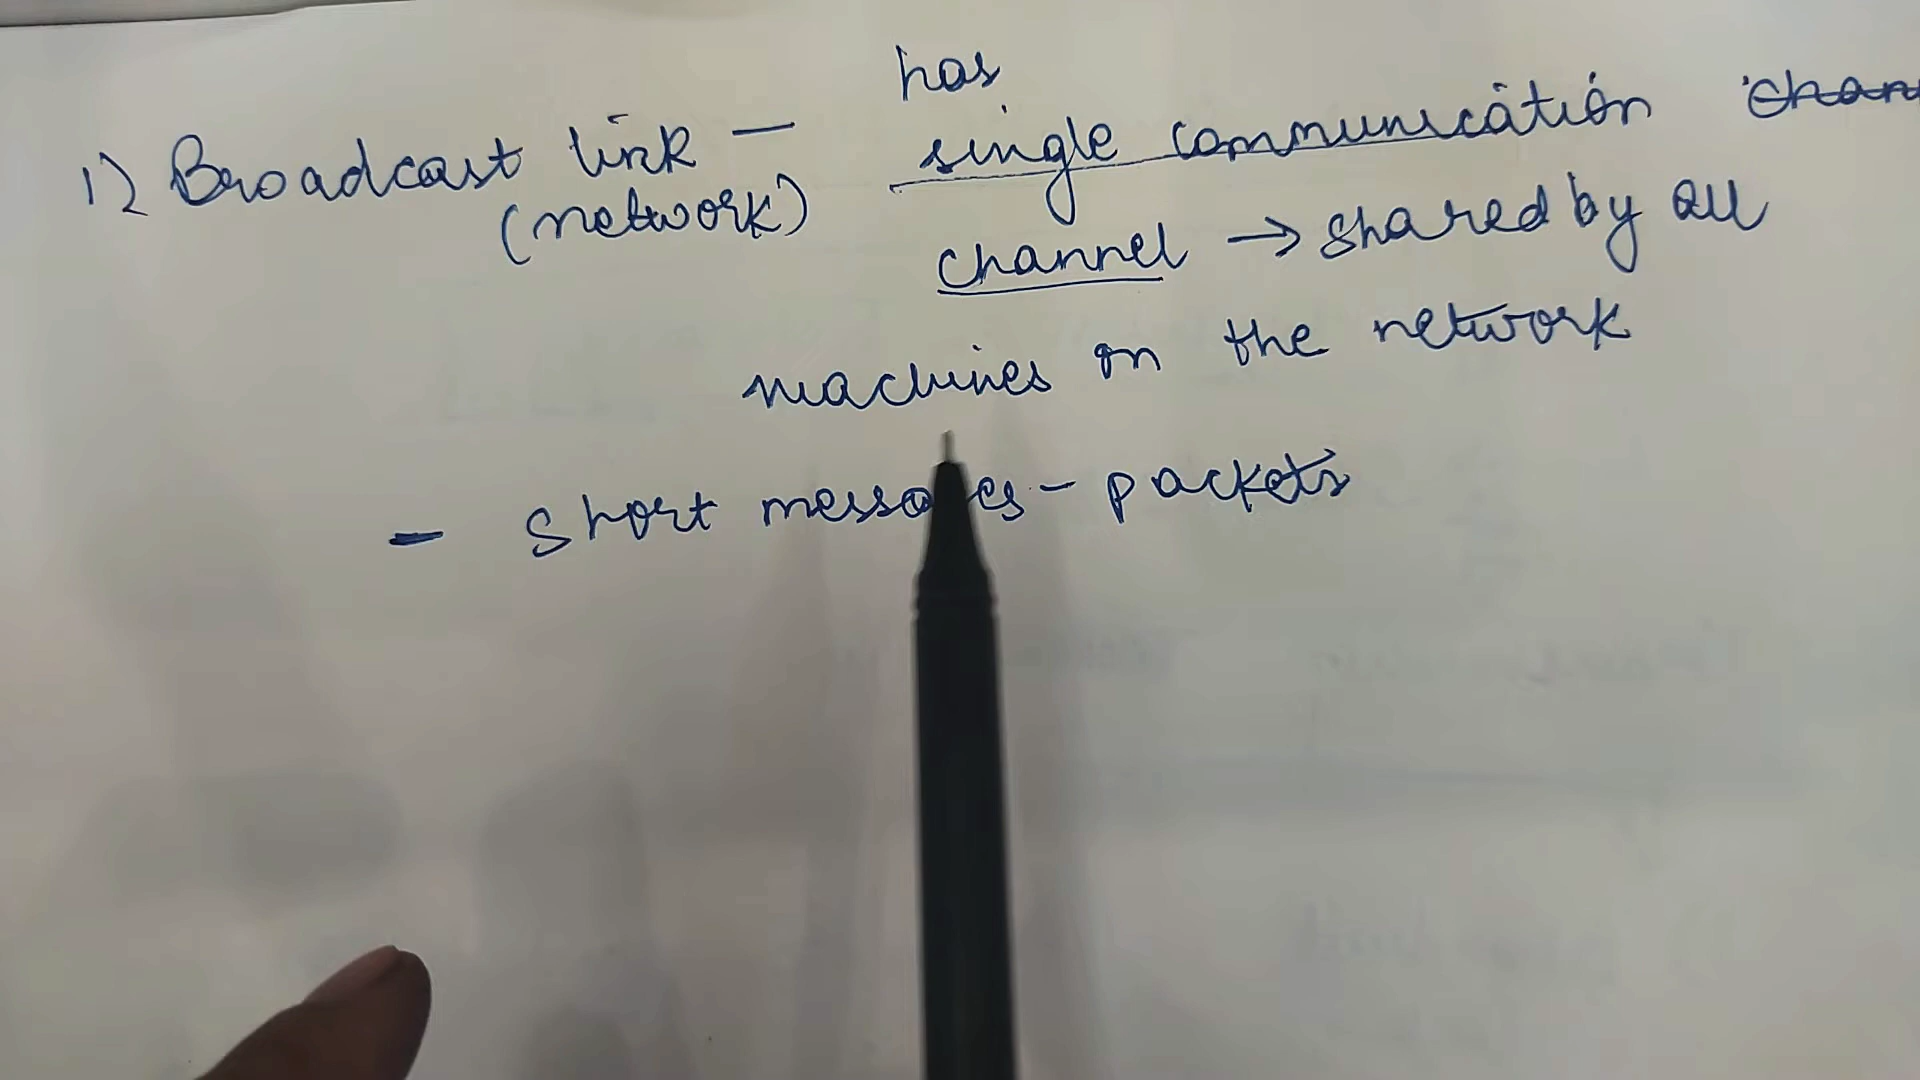 has
1) Broadcast link — single communication
(network) channel → shared by all
machines on the network
- short messages - packets